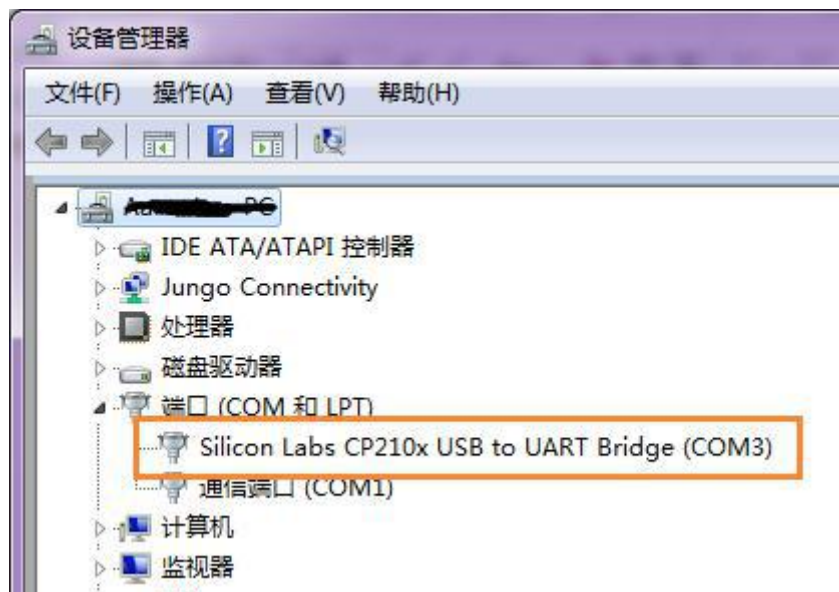 设备管理器
文件(F) 操作(A) 查看(V) 帮助(H)
IDE ATA/ATAPI 控制器
Jungo Connectivity
处理器
磁盘驱动器
端口 (COM 和 LPT)
Silicon Labs CP210x USB to UART Bridge (COM3)
通信端口 (COM1)
计算机
监视器